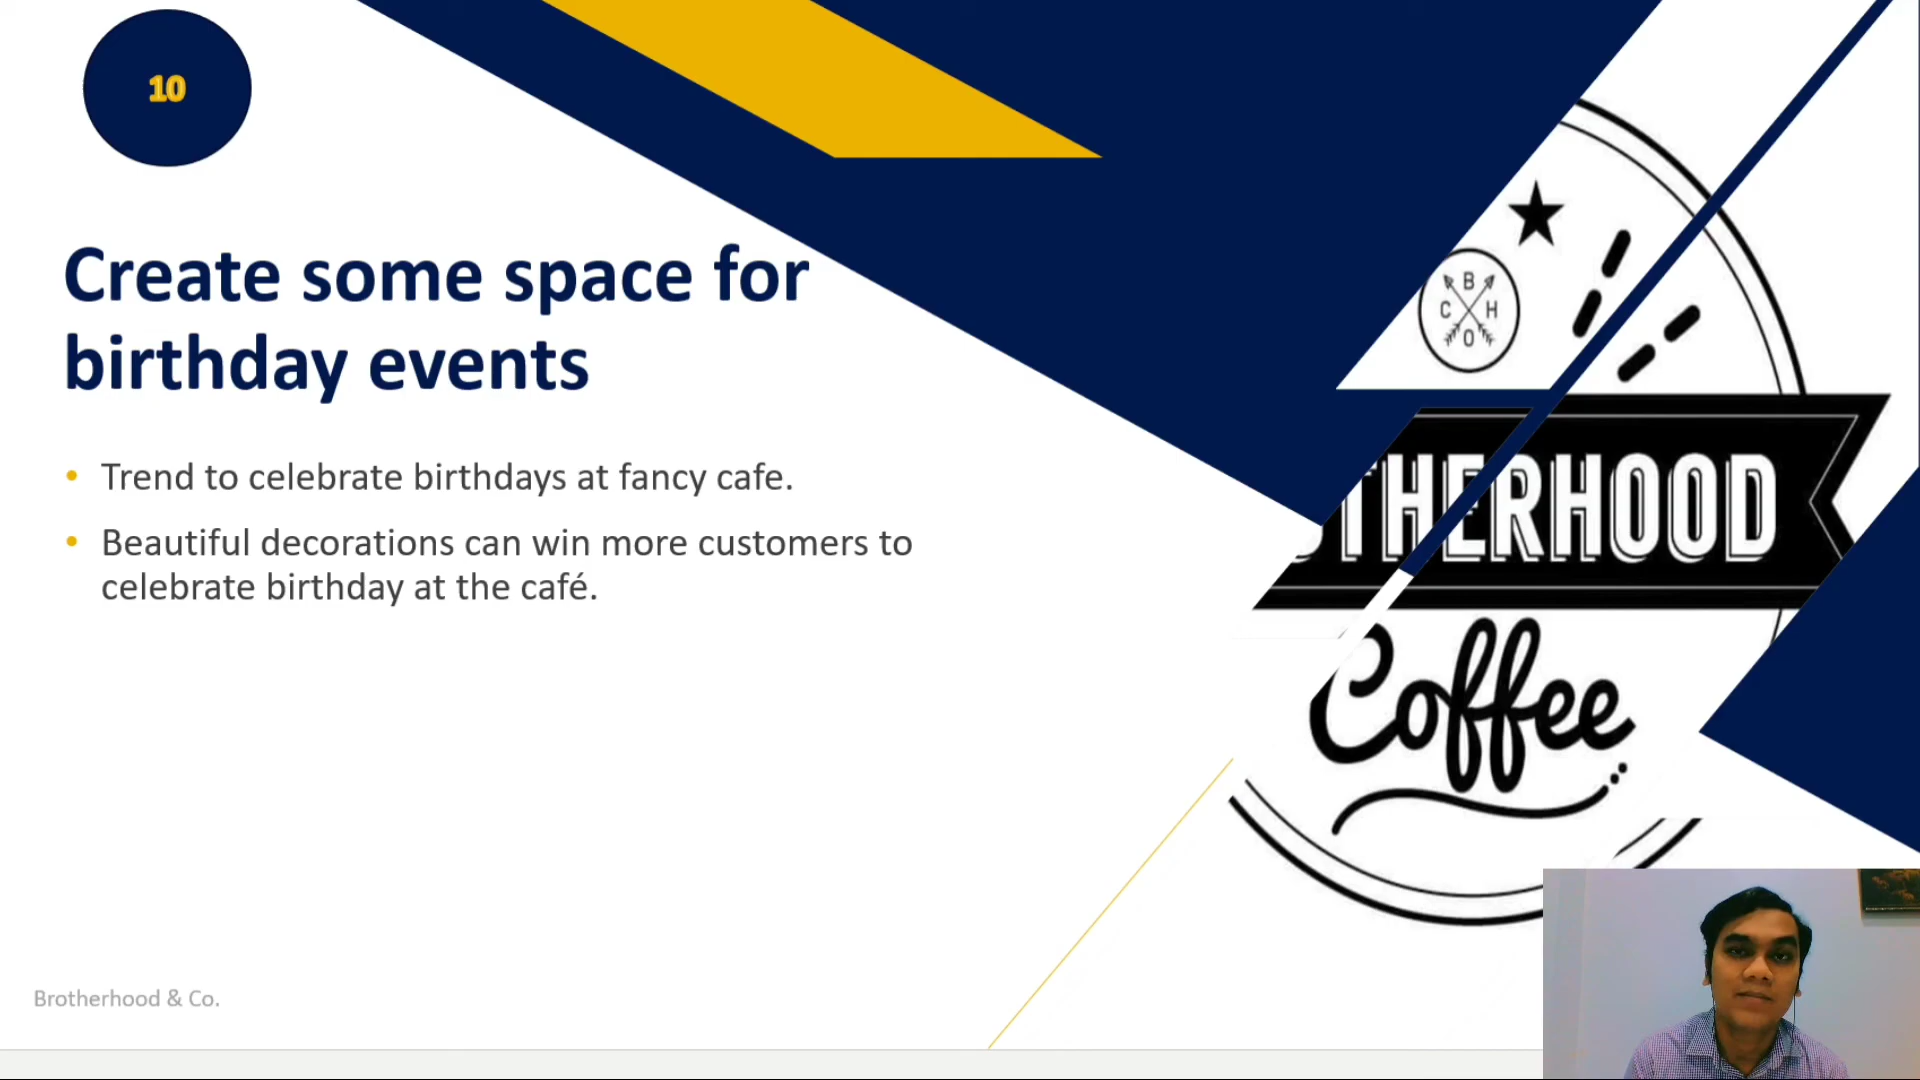 10
Create some space for
birthday events
• Trend to celebrate birthdays at fancy cafe.
• Beautiful decorations can win more customers to
celebrate birthday at the café.
B
C H
O
OTHERHOOD
Coffee
Brotherhood & Co.